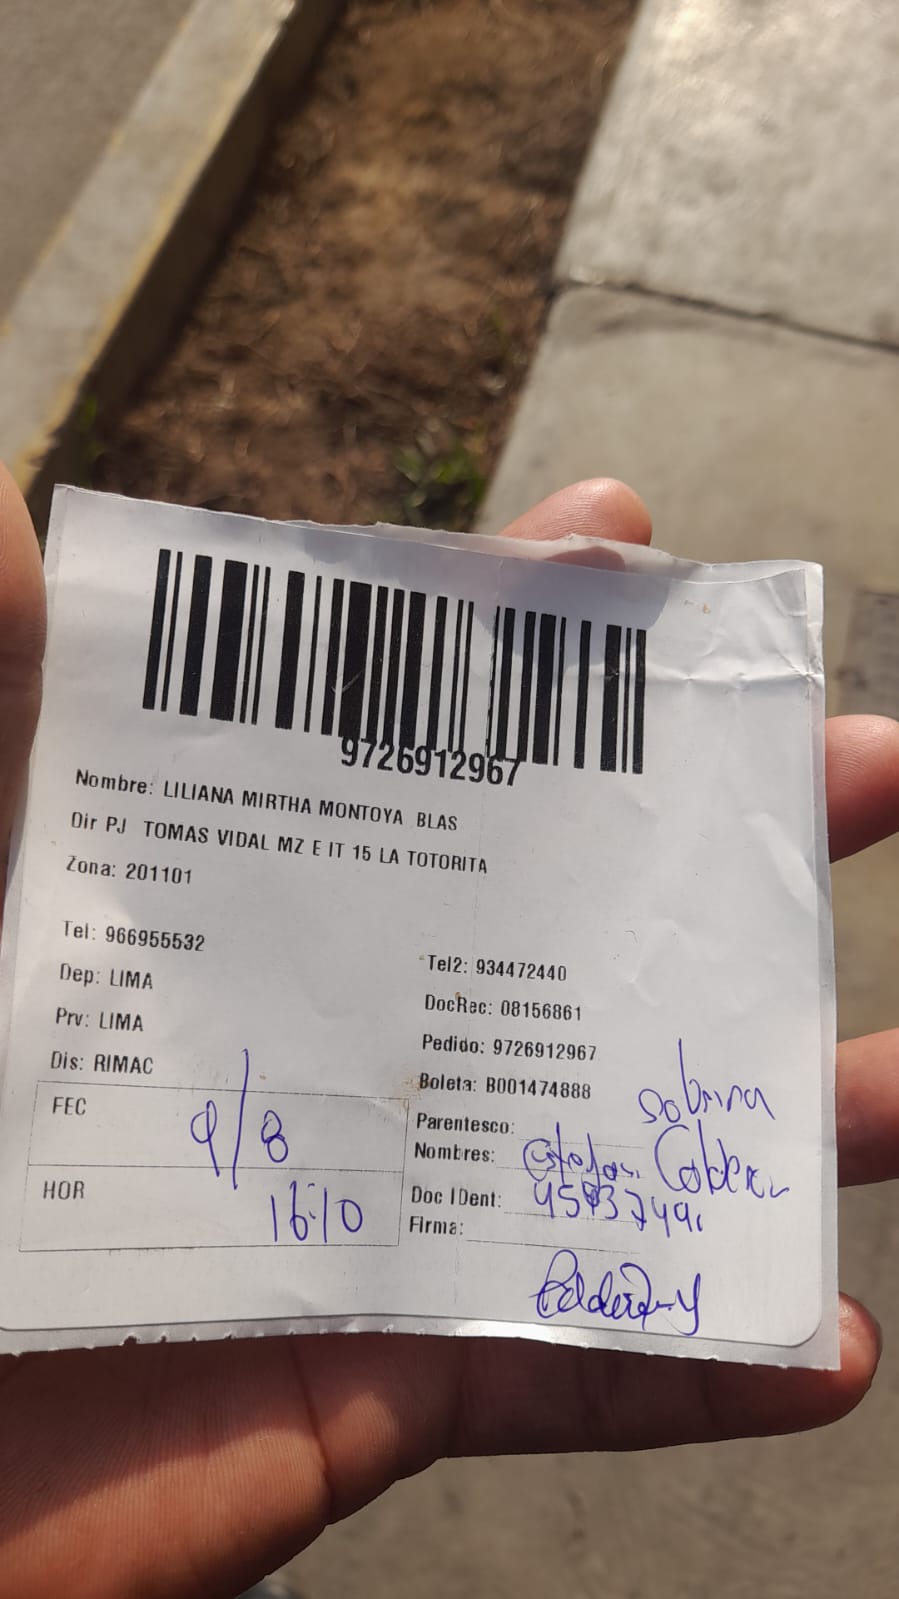 9726912967
Nombre: LILIANA MIRTHA MONTOYA BLAS
Dir PJ TOMAS VIDAL MZ E IT 15 LA TOTORITA
Zona: 201101
Tel: 966955532
Tel2: 934472440
Dep: LIMA
DocRec: 08156861
Prv: LIMA
Pedido: 9726912967
Dis: RIMAC
Boleta: B001474888
FEC 9/8
Parentesco: sobrina
Nombres:
HOR 16:10
Doc IDent:
Firma: